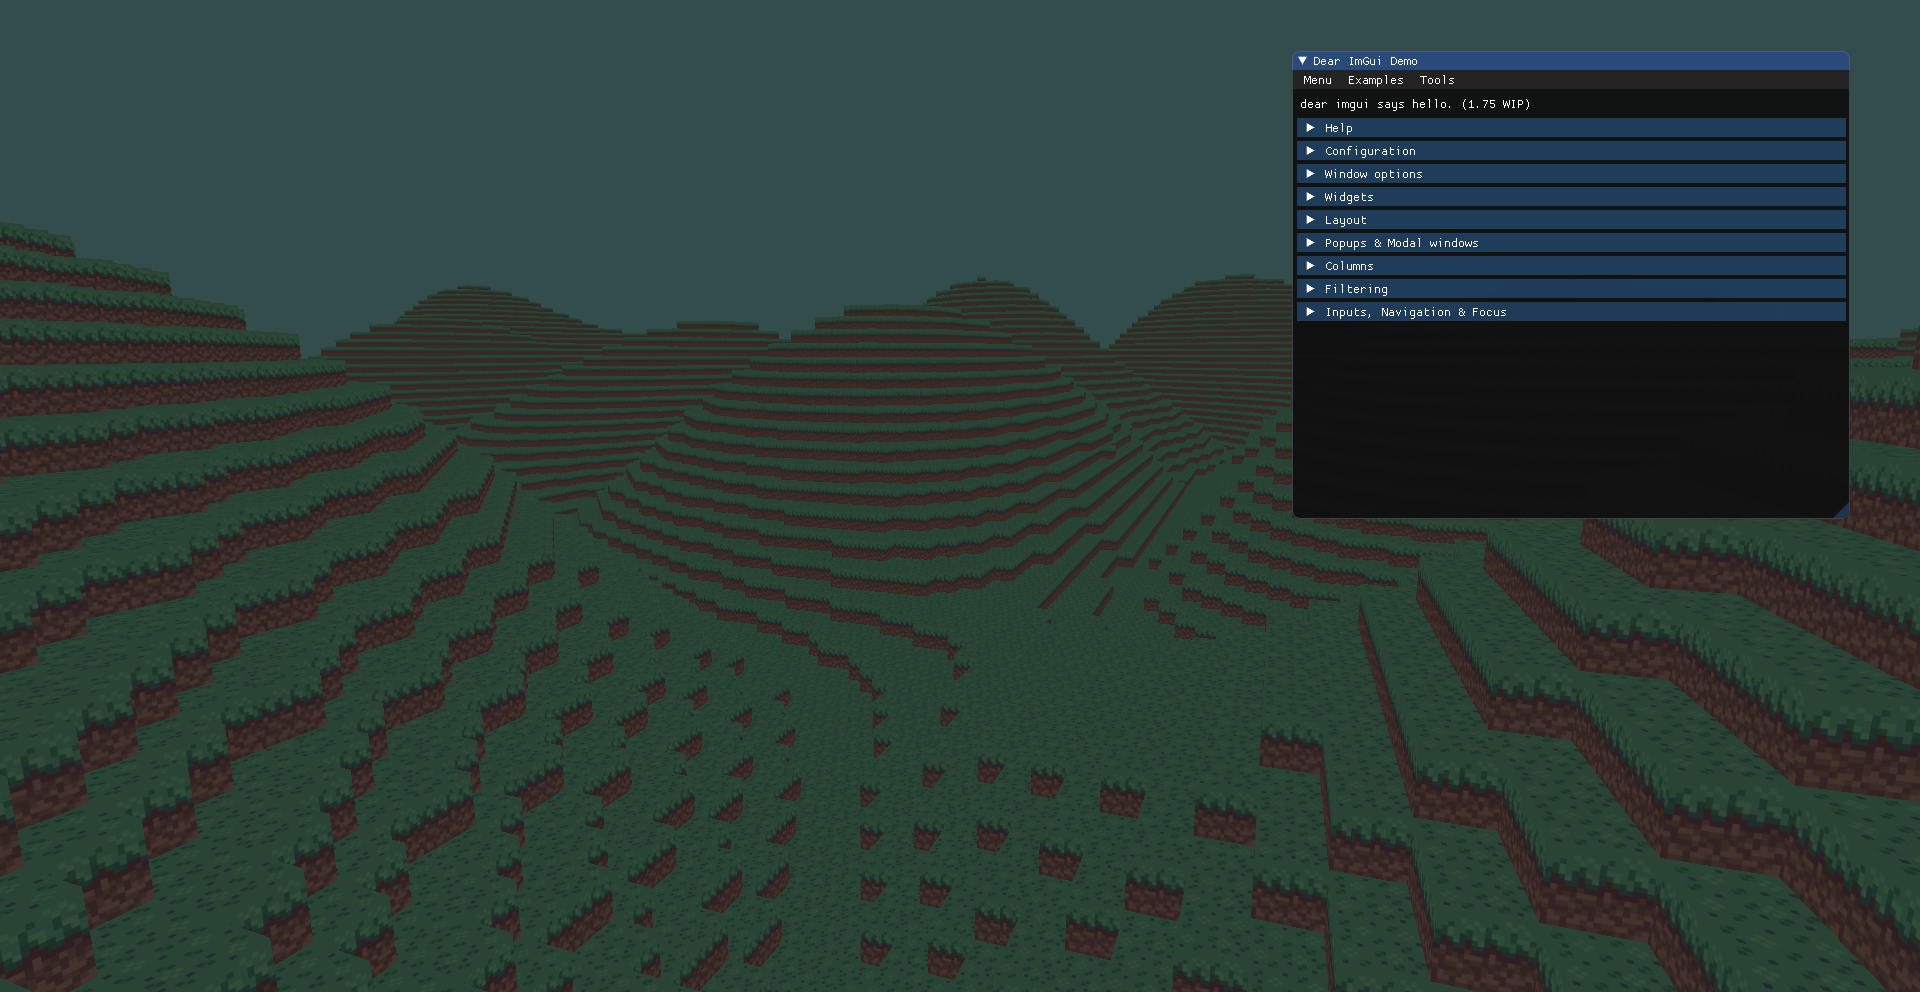 Dear ImGui Demo
Menu Examples Tools
dear imgui says hello. (1.75 WIP)
Help
Configuration
Window options
Widgets
Layout
Popups & Modal windows
Columns
Filtering
Inputs, Navigation & Focus